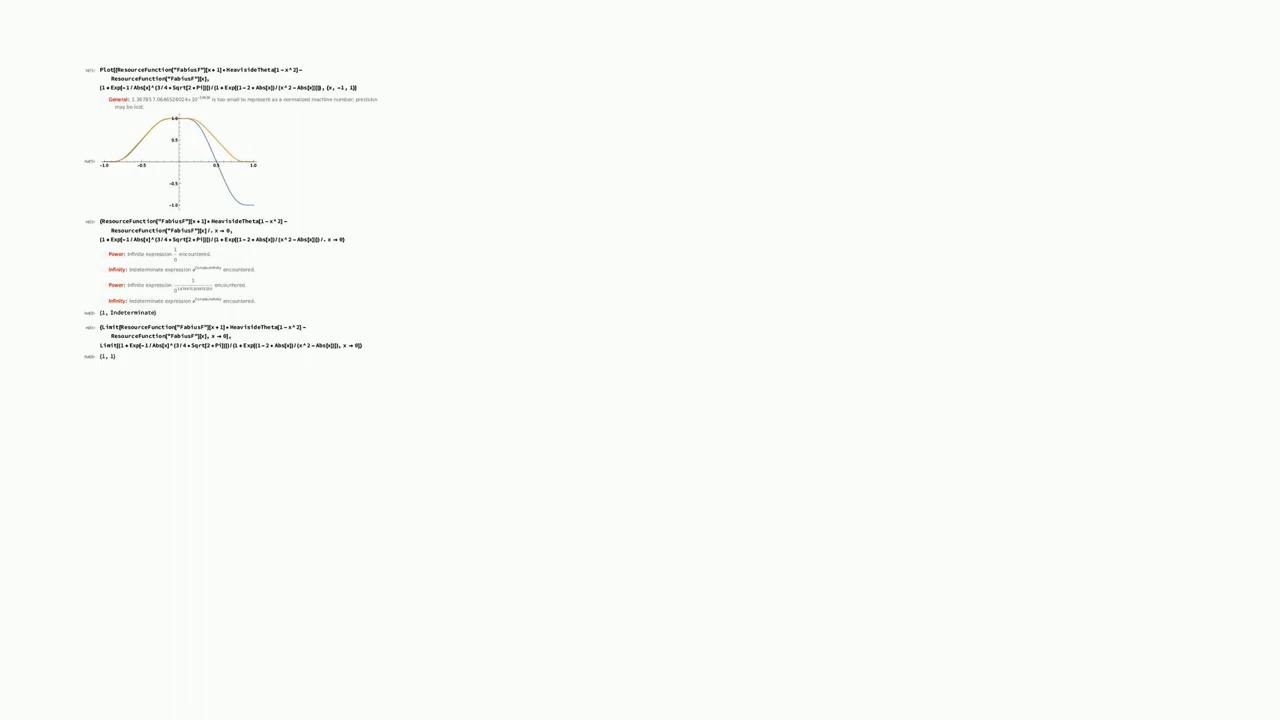 Plot[{ResourceFunction["FabiusF"][x + 1] * HeavisideTheta[1 - x^2] -
ResourceFunction["FabiusF"][x],
(1 + Exp[-1 / Abs[x]^(3 / 4 * Sqrt[2 * Pi])]) / (1 + Exp[(1 - 2 * Abs[x]) / (x^2 - Abs[x])])}, {x, -1, 1}]
General: is too small to represent as a normalized machine number; precision
may be lost.
1.0
0.5
-1.0 -0.5 0.5 1.0
-0.5
-1.0
{ResourceFunction["FabiusF"][x + 1] * HeavisideTheta[1 - x^2] -
ResourceFunction["FabiusF"][x] /. x → 0,
(1 + Exp[-1 / Abs[x]^(3 / 4 * Sqrt[2 * Pi])]) / (1 + Exp[(1 - 2 * Abs[x]) / (x^2 - Abs[x])]) /. x → 0}
Power: Infinite expression 1/0 encountered.
Infinity: Indeterminate expression e^ComplexInfinity encountered.
Power: Infinite expression encountered.
Infinity: Indeterminate expression e^ComplexInfinity encountered.
{1, Indeterminate}
{Limit[ResourceFunction["FabiusF"][x + 1] * HeavisideTheta[1 - x^2] -
ResourceFunction["FabiusF"][x], x → 0],
Limit[(1 + Exp[-1 / Abs[x]^(3 / 4 * Sqrt[2 * Pi])]) / (1 + Exp[(1 - 2 * Abs[x]) / (x^2 - Abs[x])]), x → 0]}
{1, 1}